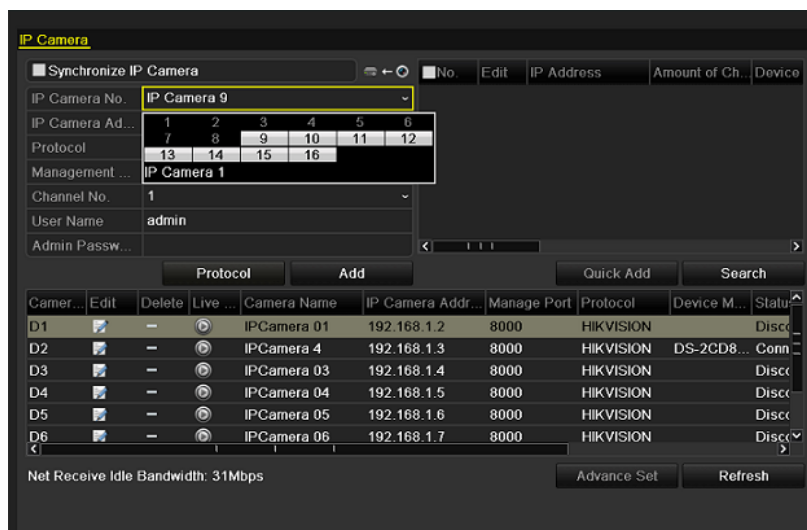 IP Camera
Synchronize IP Camera
No. Edit IP Address Amount of Ch... Device
IP Camera No. IP Camera 9
IP Camera Ad...
1 2 3 4 5 6
7 8 9 10 11 12
13 14 15 16
IP Camera 1
Protocol
Management ...
Channel No. 1
User Name admin
Admin Passw...
Protocol Add Quick Add Search
Camer... Edit Delete Live ... Camera Name IP Camera Addr... Manage Port Protocol Device M... Status
D1 – IPCamera 01 192.168.1.2 8000 HIKVISION Disco
D2 – IPCamera 4 192.168.1.3 8000 HIKVISION DS-2CD8... Conn
D3 – IPCamera 03 192.168.1.4 8000 HIKVISION Disco
D4 – IPCamera 04 192.168.1.5 8000 HIKVISION Disco
D5 – IPCamera 05 192.168.1.6 8000 HIKVISION Disco
D6 – IPCamera 06 192.168.1.7 8000 HIKVISION Disco
Net Receive Idle Bandwidth: 31Mbps
Advance Set Refresh